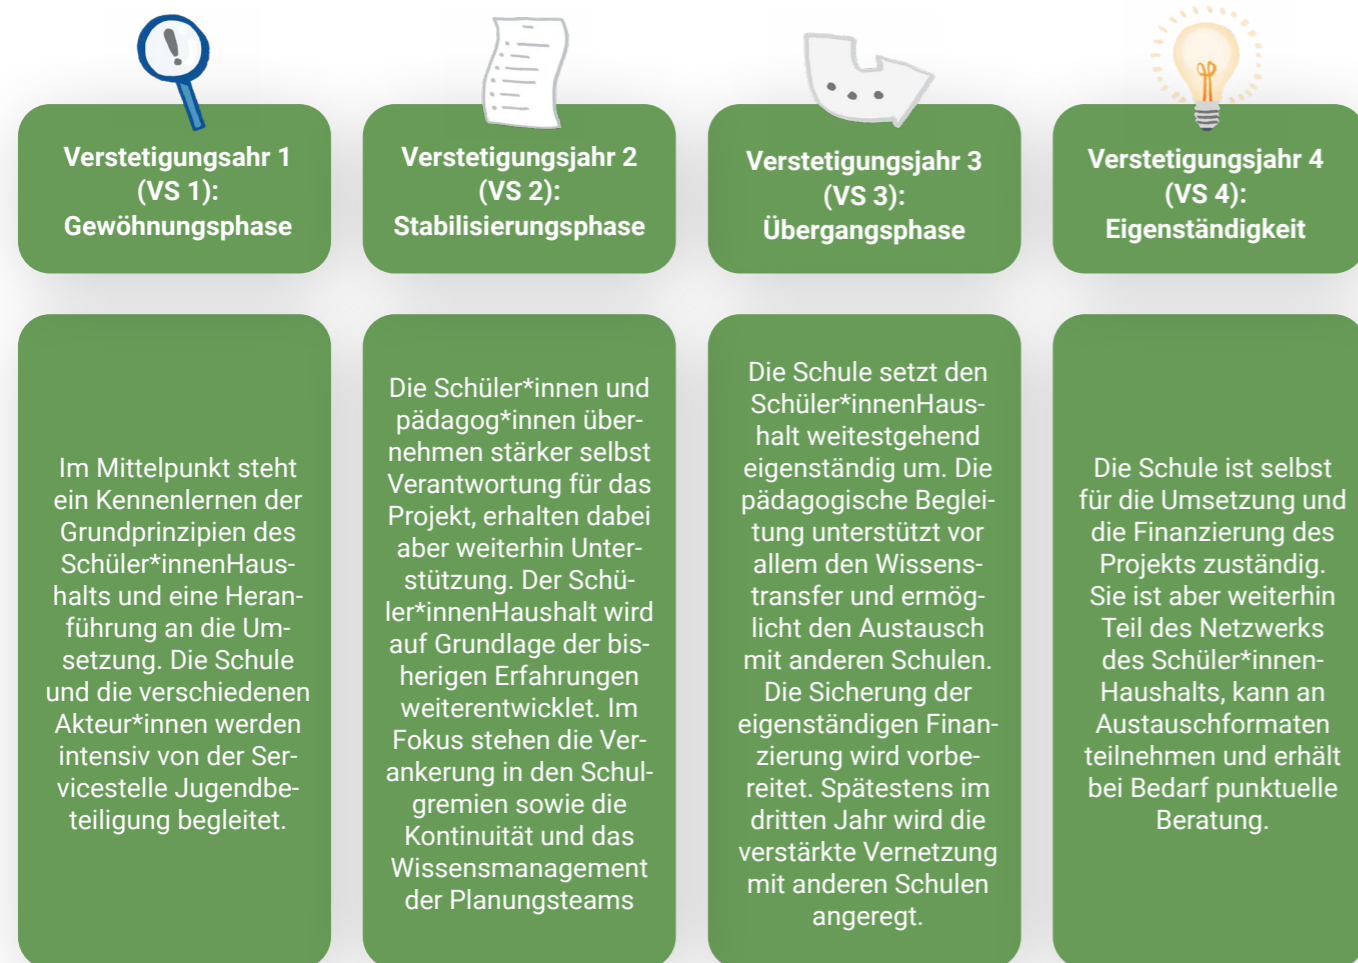 Verstetigungsahr 1
(VS 1):
Gewöhnungsphase
Im Mittelpunkt steht
ein Kennenlernen der
Grundprinzipien des
Schüler*innenHaus-
halts und eine Heran-
führung an die Um-
setzung. Die Schule
und die verschiedenen
Akteur*innen werden
intensiv von der Ser-
vicestelle Jugendbe-
teiligung begleitet.
Verstetigungsjahr 2
(VS 2):
Stabilisierungsphase
Die Schüler*innen und
pädagog*innen über-
nehmen stärker selbst
Verantwortung für das
Projekt, erhalten dabei
aber weiterhin Unter-
stützung. Der Schü-
ler*innenHaushalt wird
auf Grundlage der bis-
herigen Erfahrungen
weiterentwicklet. Im
Fokus stehen die Ver-
ankerung in den Schul-
gremien sowie die
Kontinuität und das
Wissensmanagement
der Planungsteams
Verstetigungsjahr 3
(VS 3):
Übergangsphase
Die Schule setzt den
Schüler*innenHaus-
halt weitestgehend
eigenständig um. Die
pädagogische Beglei-
tung unterstützt vor
allem den Wissens-
transfer und ermög-
licht den Austausch
mit anderen Schulen.
Die Sicherung der
eigenständigen Finan-
zierung wird vorbe-
reitet. Spätestens im
dritten Jahr wird die
verstärkte Vernetzung
mit anderen Schulen
angeregt.
Verstetigungsjahr 4
(VS 4):
Eigenständigkeit
Die Schule ist selbst
für die Umsetzung und
die Finanzierung des
Projekts zuständig.
Sie ist aber weiterhin
Teil des Netzwerks
des Schüler*innen-
Haushalts, kann an
Austauschformaten
teilnehmen und erhält
bei Bedarf punktuelle
Beratung.